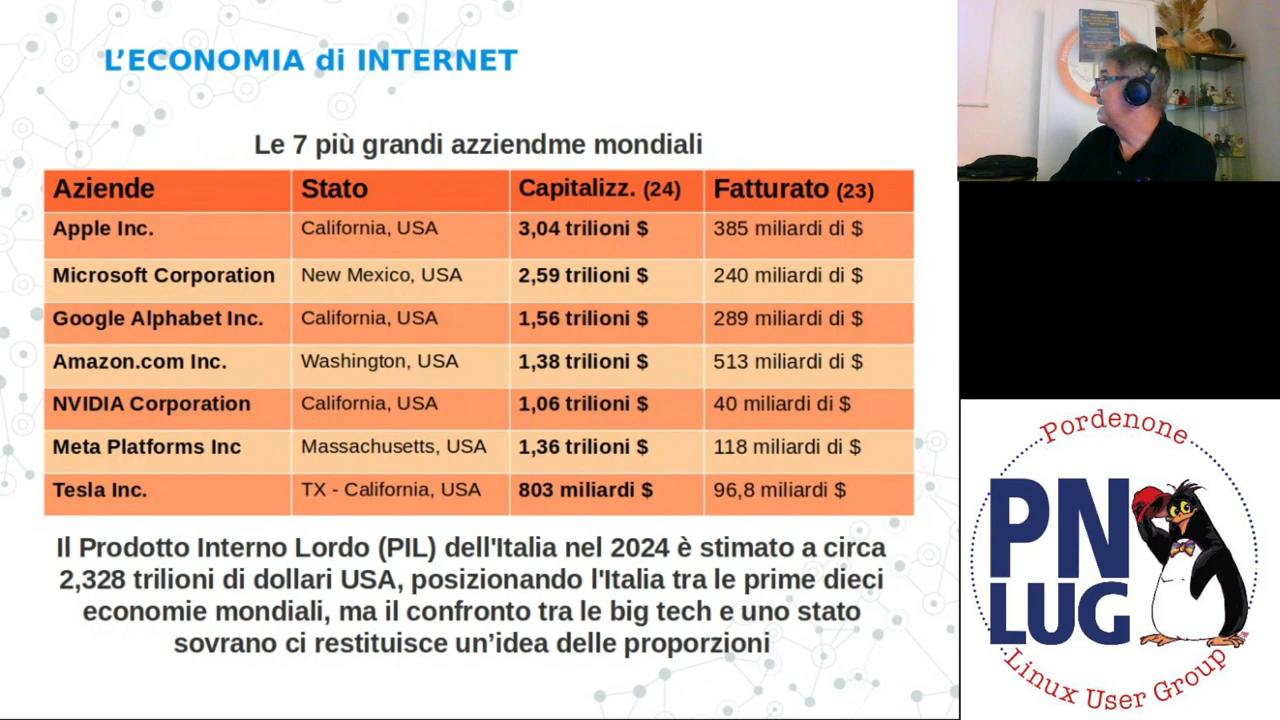 L'ECONOMIA di INTERNET
Le 7 più grandi azziendme mondiali
Aziende Stato Capitalizz. (24) Fatturato (23)
Apple Inc. California, USA 3,04 trilioni $ 385 miliardi di $
Microsoft Corporation New Mexico, USA 2,59 trilioni $ 240 miliardi di $
Google Alphabet Inc. California, USA 1,56 trilioni $ 289 miliardi di $
Amazon.com Inc. Washington, USA 1,38 trilioni $ 513 miliardi di $
NVIDIA Corporation California, USA 1,06 trilioni $ 40 miliardi di $
Meta Platforms Inc Massachusetts, USA 1,36 trilioni $ 118 miliardi di $
Tesla Inc. TX - California, USA 803 miliardi $ 96,8 miliardi di $
Il Prodotto Interno Lordo (PIL) dell'Italia nel 2024 è stimato a circa
2,328 trilioni di dollari USA, posizionando l'Italia tra le prime dieci
economie mondiali, ma il confronto tra le big tech e uno stato
sovrano ci restituisce un'idea delle proporzioni
Pordenone
PN
LUG
Linux User Group